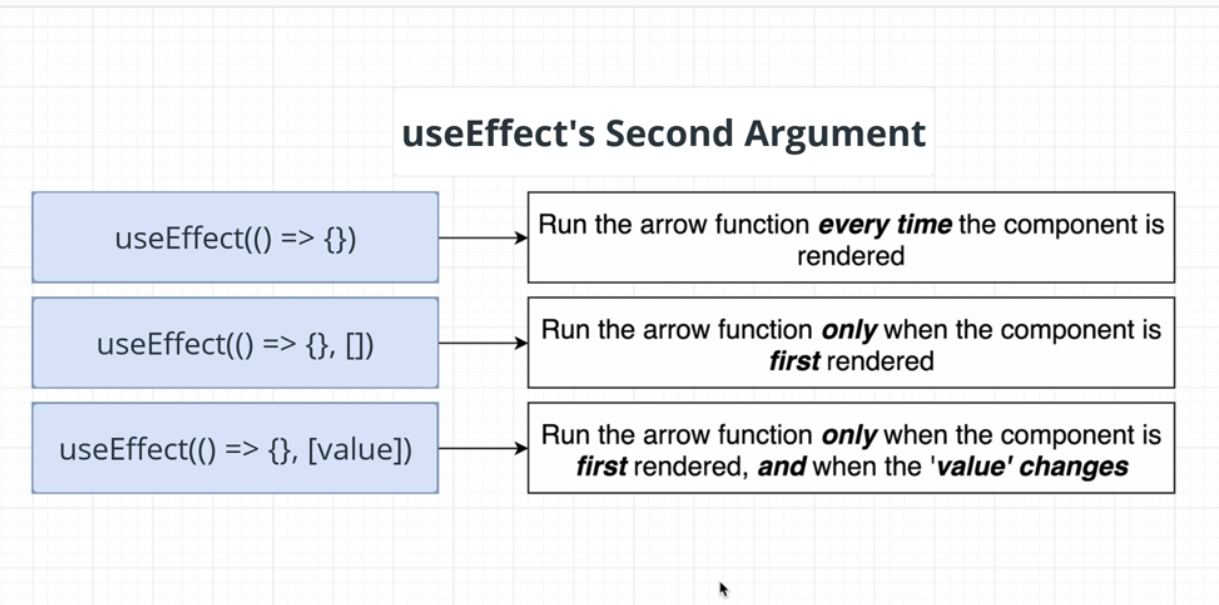 useEffect's Second Argument
useEffect(() => {})
Run the arrow function every time the component is
rendered
useEffect(() => {}, [])
Run the arrow function only when the component is
first rendered
useEffect(() => {}, [value])
Run the arrow function only when the component is
first rendered, and when the 'value' changes